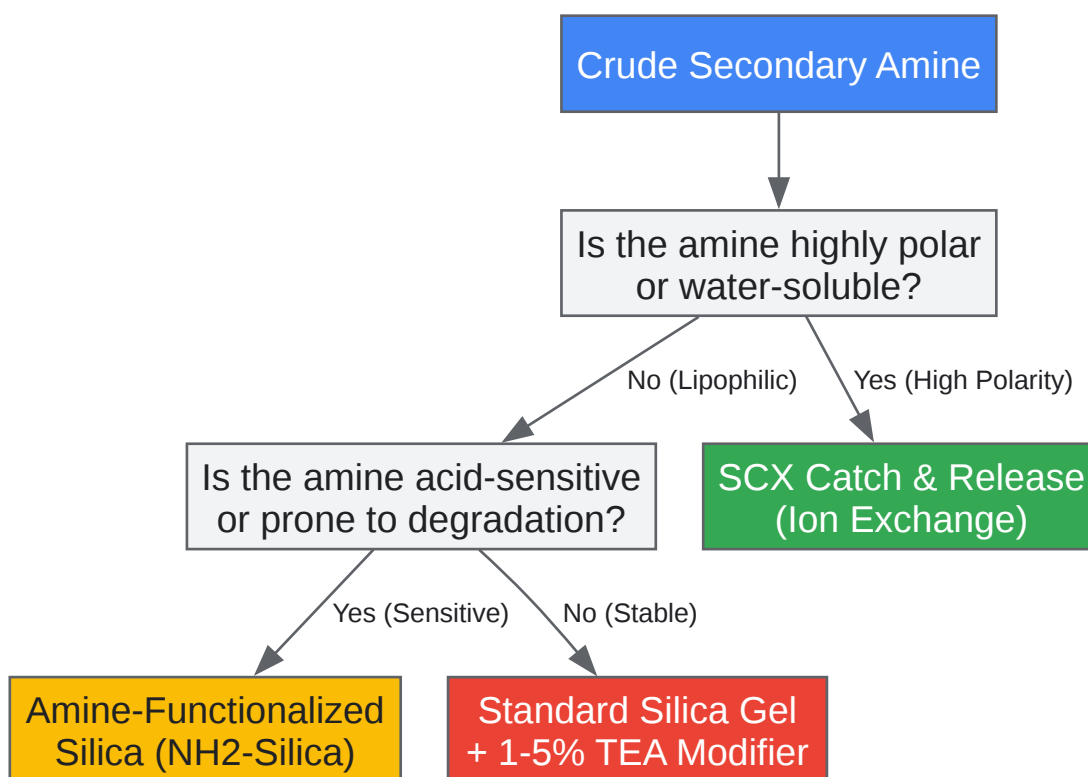 Crude Secondary Amine
Is the amine highly polar
or water-soluble?
No (Lipophilic)
Yes (High Polarity)
Is the amine acid-sensitive
or prone to degradation?
SCX Catch & Release
(Ion Exchange)
Yes (Sensitive)
No (Stable)
Amine-Functionalized
Silica (NH2-Silica)
Standard Silica Gel
+ 1-5% TEA Modifier